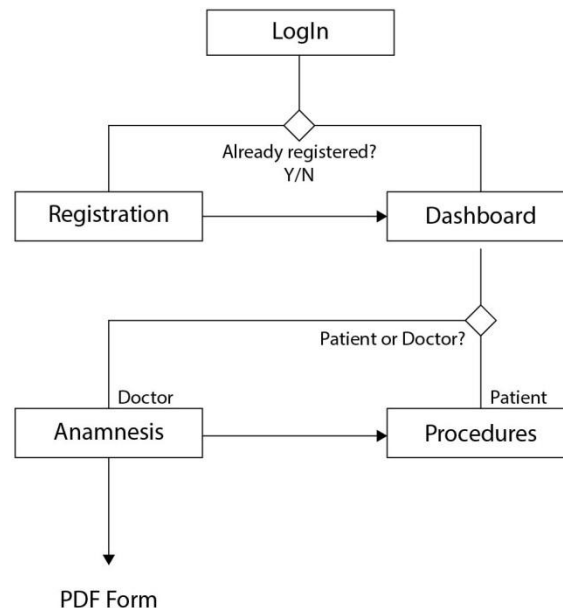 LogIn
Already registered?
Y/N
Registration
Dashboard
Patient or Doctor?
Doctor
Patient
Anamnesis
Procedures
PDF Form